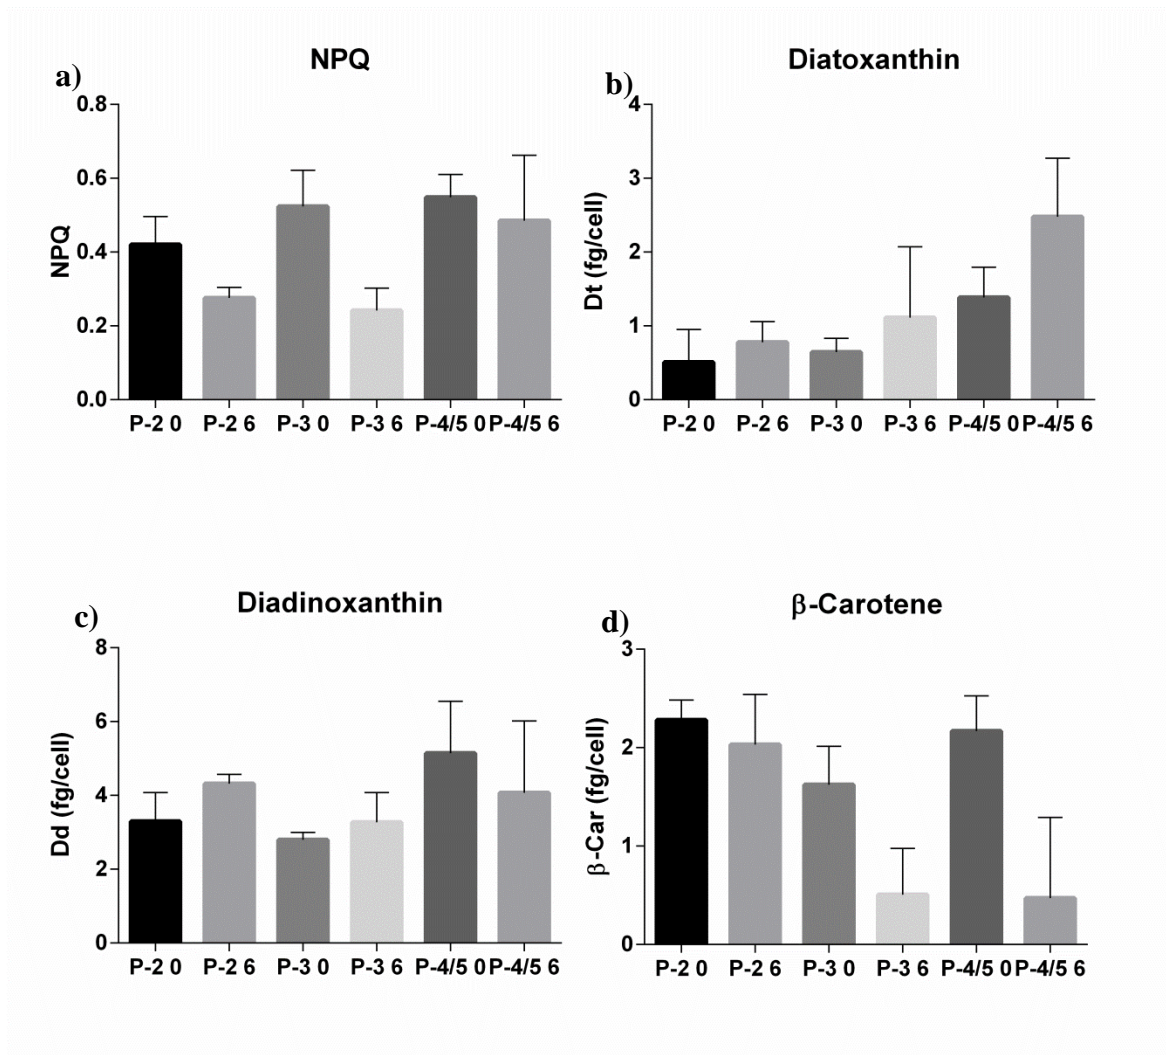 NPQ
a)
0.8
0.6
0.4
0.2
0.0
NPQ
P-2 0 P-2 6 P-3 0 P-3 6 P-4/5 0 P-4/5 6
Diatoxanthin
b)
4
3
2
1
0
Dt (fg/cell)
P-2 0 P-2 6 P-3 0 P-3 6 P-4/5 0 P-4/5 6
Diadinoxanthin
c)
8
6
4
2
0
Dd (fg/cell)
P-2 0 P-2 6 P-3 0 P-3 6 P-4/5 0 P-4/5 6
β-Carotene
d)
3
2
1
0
β-Car (fg/cell)
P-2 0 P-2 6 P-3 0 P-3 6 P-4/5 0 P-4/5 6